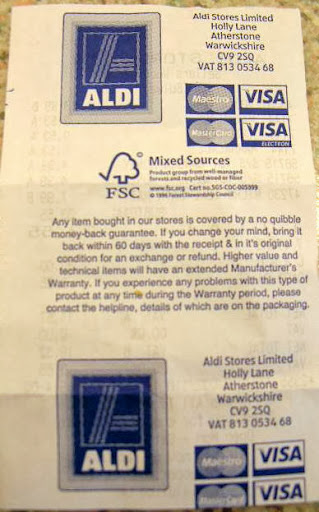 Aldi Stores Limited
Holly Lane
Atherstone
Warwickshire
CV9 2SQ
VAT 813 0534 68
ALDI
Maestro VISA
MasterCard VISA
ELECTRON
FSC
Mixed Sources
Product group from well-managed
forests and recycled wood or fiber
www.fsc.org Cert no. SGS-COC-005099
© 1996 Forest Stewardship Council
Any item bought in our stores is covered by a no quibble
money-back guarantee. If you change your mind, bring it
back within 60 days with the receipt & in it's original
condition for an exchange or refund. Higher value and
technical items will have an extended Manufacturer's
Warranty. If you experience any problems with this type of
product at any time during the Warranty period, please
contact the helpline, details of which are on the packaging.
Aldi Stores Limited
Holly Lane
Atherstone
Warwickshire
CV9 2SQ
VAT 813 0534 68
ALDI
Maestro VISA
MasterCard VISA